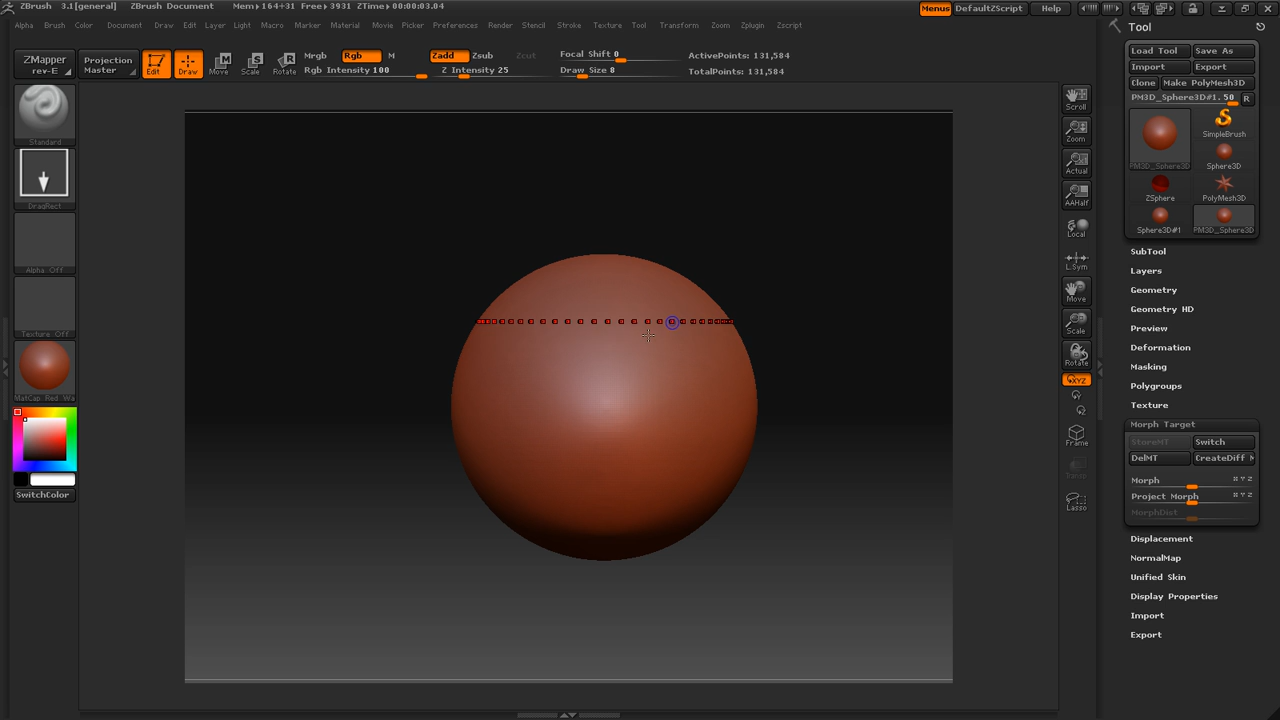 ZBrush 3.1[general] ZBrush Document Mem▸164+31 Free▸3931 ZTime▸00:00:03.04 Menus DefaultZScript Help
Alpha Brush Color Document Draw Edit Layer Light Macro Marker Material Movie Picker Preferences Render Stencil Stroke Texture Tool Transform Zoom Zplugin Zscript
Tool
ZMapper rev-E
Projection Master
Edit Draw Move Scale Rotate
Mrgb Rgb M
Rgb Intensity 100
Zadd Zsub Zcut
Z Intensity 25
Focal Shift 0
Draw Size 8
ActivePoints: 131,584
TotalPoints: 131,584
Standard
DragRect
Alpha Off
Texture Off
MatCap Red Wa
SwitchColor
Scroll
Zoom
Actual
AAHalf
Local
L.Sym
Move
Scale
Rotate
XYZ
Y
Z
Frame
Transp
Lasso
Load Tool Save As
Import Export
Clone Make PolyMesh3D
PM3D_Sphere3D#1. 50 R
SimpleBrush
PM3D_Sphere3D Sphere3D
ZSphere PolyMesh3D
Sphere3D#1 PM3D_Sphere3D
SubTool
Layers
Geometry
Geometry HD
Preview
Deformation
Masking
Polygroups
Texture
Morph Target
StoreMT Switch
DelMT CreateDiff M
Morph X Y Z
Project Morph X Y Z
MorphDist
Displacement
NormalMap
Unified Skin
Display Properties
Import
Export